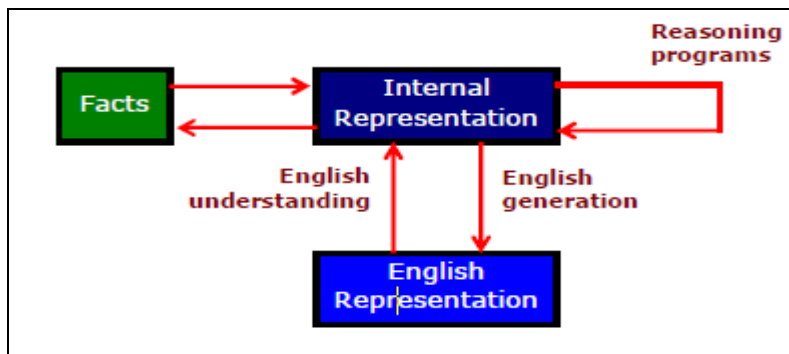 Reasoning
programs
Facts
Internal
Representation
English
understanding
English
generation
English
Representation